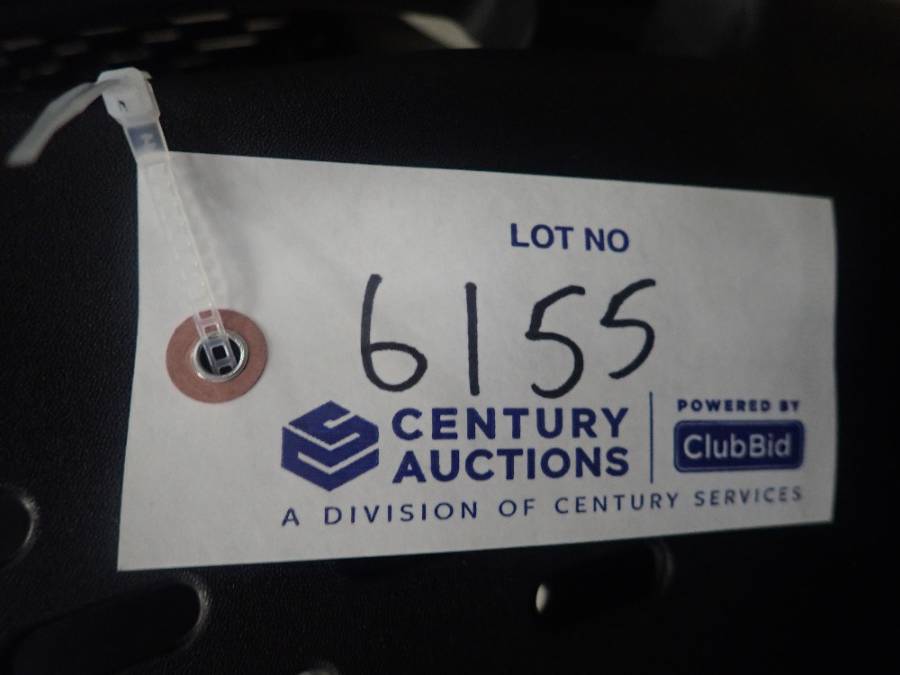 LOT NO
6155
CENTURY
AUCTIONS
A DIVISION OF CENTURY SERVICES
POWERED BY
ClubBid